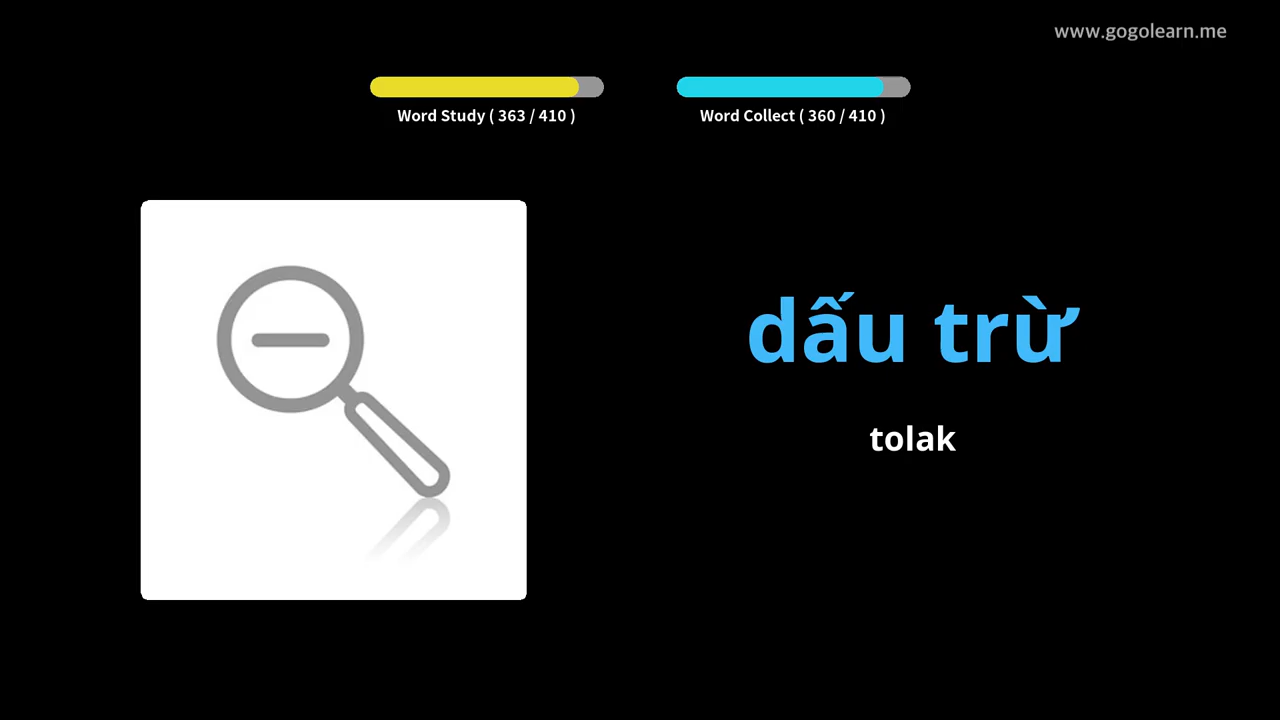 www.gogolearn.me
Word Study ( 363 / 410 )
Word Collect ( 360 / 410 )
dấu trừ
tolak